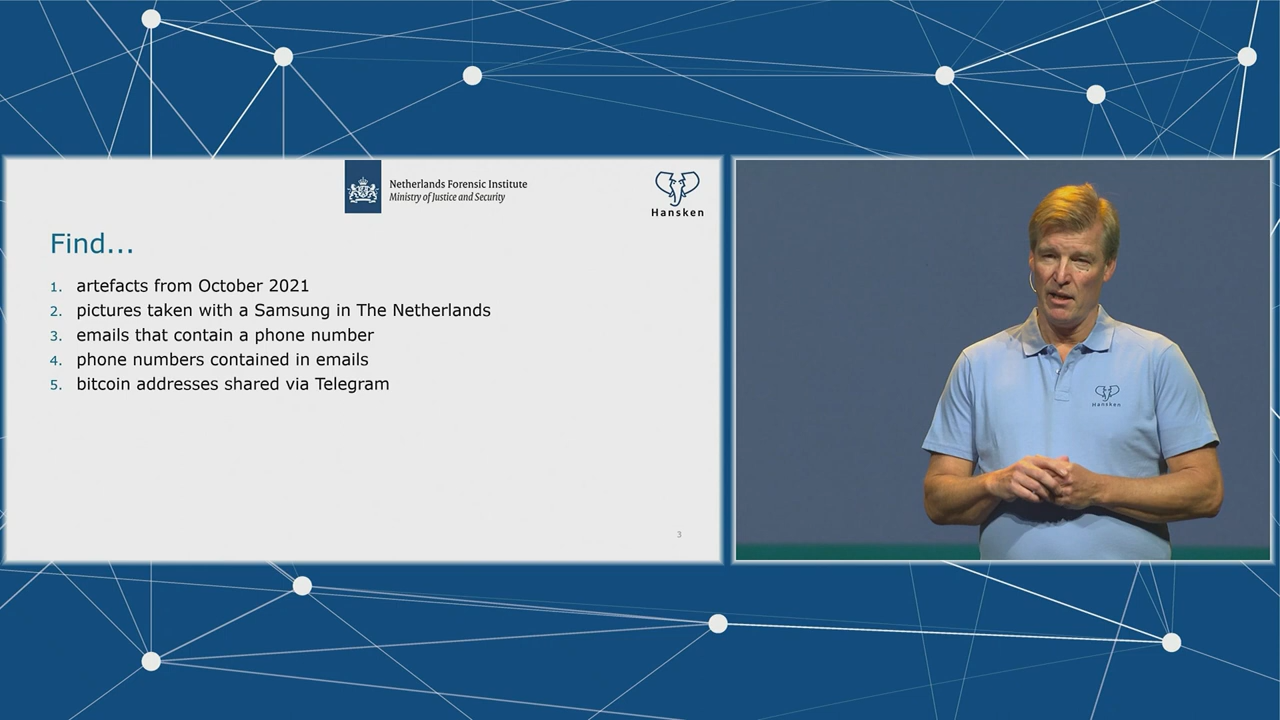 Netherlands Forensic Institute
Ministry of Justice and Security
Hansken
Find...
1. artefacts from October 2021
2. pictures taken with a Samsung in The Netherlands
3. emails that contain a phone number
4. phone numbers contained in emails
5. bitcoin addresses shared via Telegram
3
Hansken